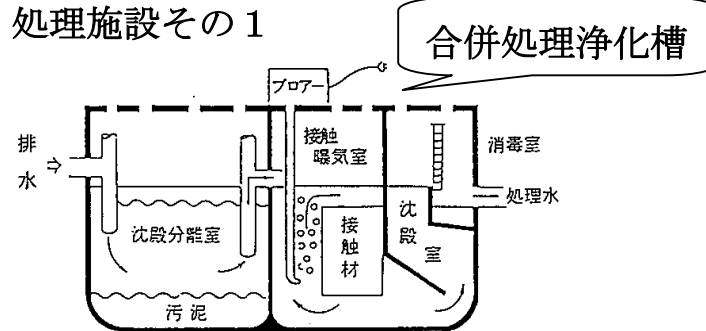 処理施設その1
合併処理浄化槽
ブロアー
排水
接触
曝気室
消毒室
処理水
沈殿分離室
接触材
沈殿室
汚泥